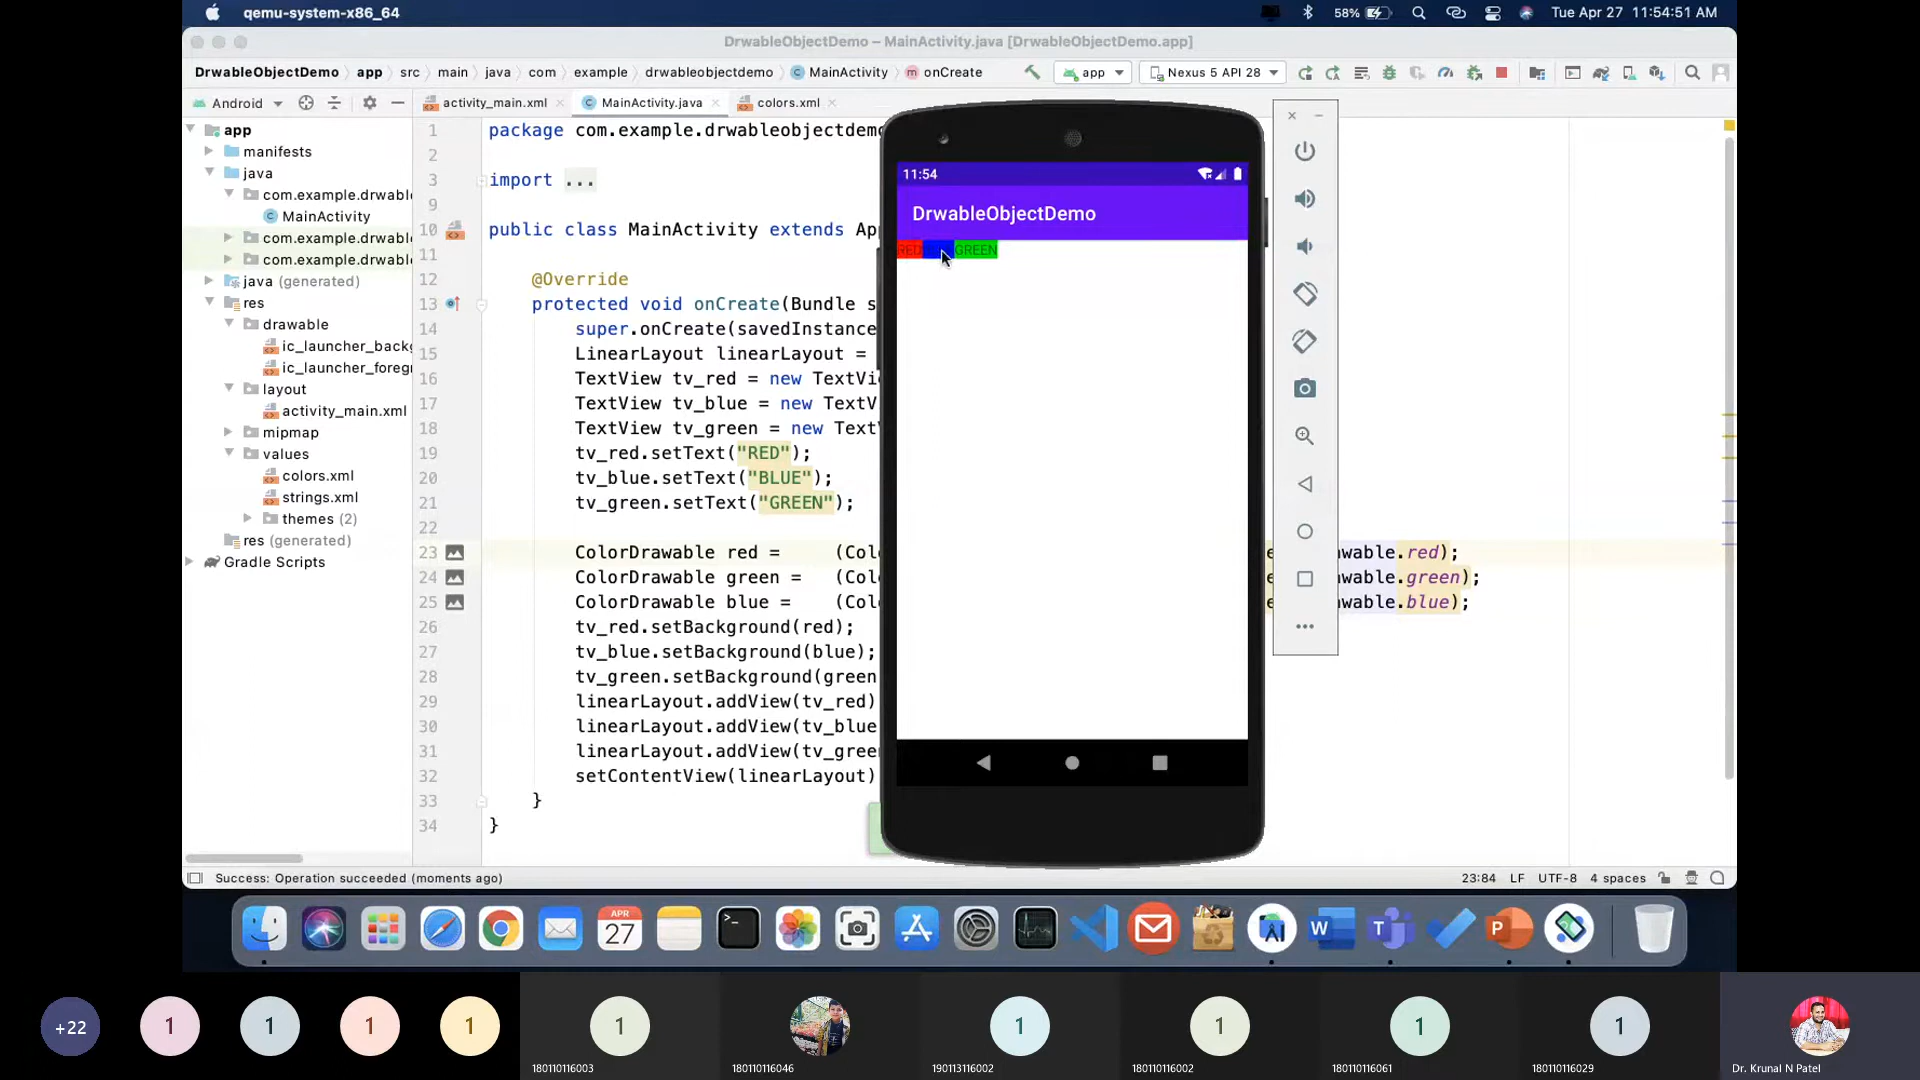 qemu-system-x86_64
58%
Tue Apr 27 11:54:51 AM
DrwableObjectDemo – MainActivity.java [DrwableObjectDemo.app]
DrwableObjectDemo app src main java com example drwableobjectdemo MainActivity onCreate
app
Nexus 5 API 28
Android
activity_main.xml
MainActivity.java
colors.xml
app
manifests
java
com.example.drwabl
MainActivity
com.example.drwabl
com.example.drwabl
java (generated)
res
drawable
ic_launcher_backg
ic_launcher_foreg
layout
activity_main.xml
mipmap
values
colors.xml
strings.xml
themes (2)
res (generated)
Gradle Scripts
1 package com.example.drwableobjectdemo
2
3 import ...
9
10 public class MainActivity extends App
11
12 @Override
13 protected void onCreate(Bundle s
14 super.onCreate(savedInstance
15 LinearLayout linearLayout =
16 TextView tv_red = new TextVi
17 TextView tv_blue = new TextV
18 TextView tv_green = new TextV
19 tv_red.setText("RED");
20 tv_blue.setText("BLUE");
21 tv_green.setText("GREEN");
22
23 ColorDrawable red = (Col e wable.red);
24 ColorDrawable green = (Col e wable.green);
25 ColorDrawable blue = (Col e wable.blue);
26 tv_red.setBackground(red);
27 tv_blue.setBackground(blue);
28 tv_green.setBackground(green
29 linearLayout.addView(tv_red)
30 linearLayout.addView(tv_blue
31 linearLayout.addView(tv_gree
32 setContentView(linearLayout)
33 }
34 }
11:54
DrwableObjectDemo
RED GREEN
Success: Operation succeeded (moments ago)
23:84 LF UTF-8 4 spaces
APR
27
W
T
P
+22
1
1
1
1
1
1
1
1
1
180110116003
180110116046
190113116002
180110116002
180110116061
180110116029
Dr. Krunal N Patel